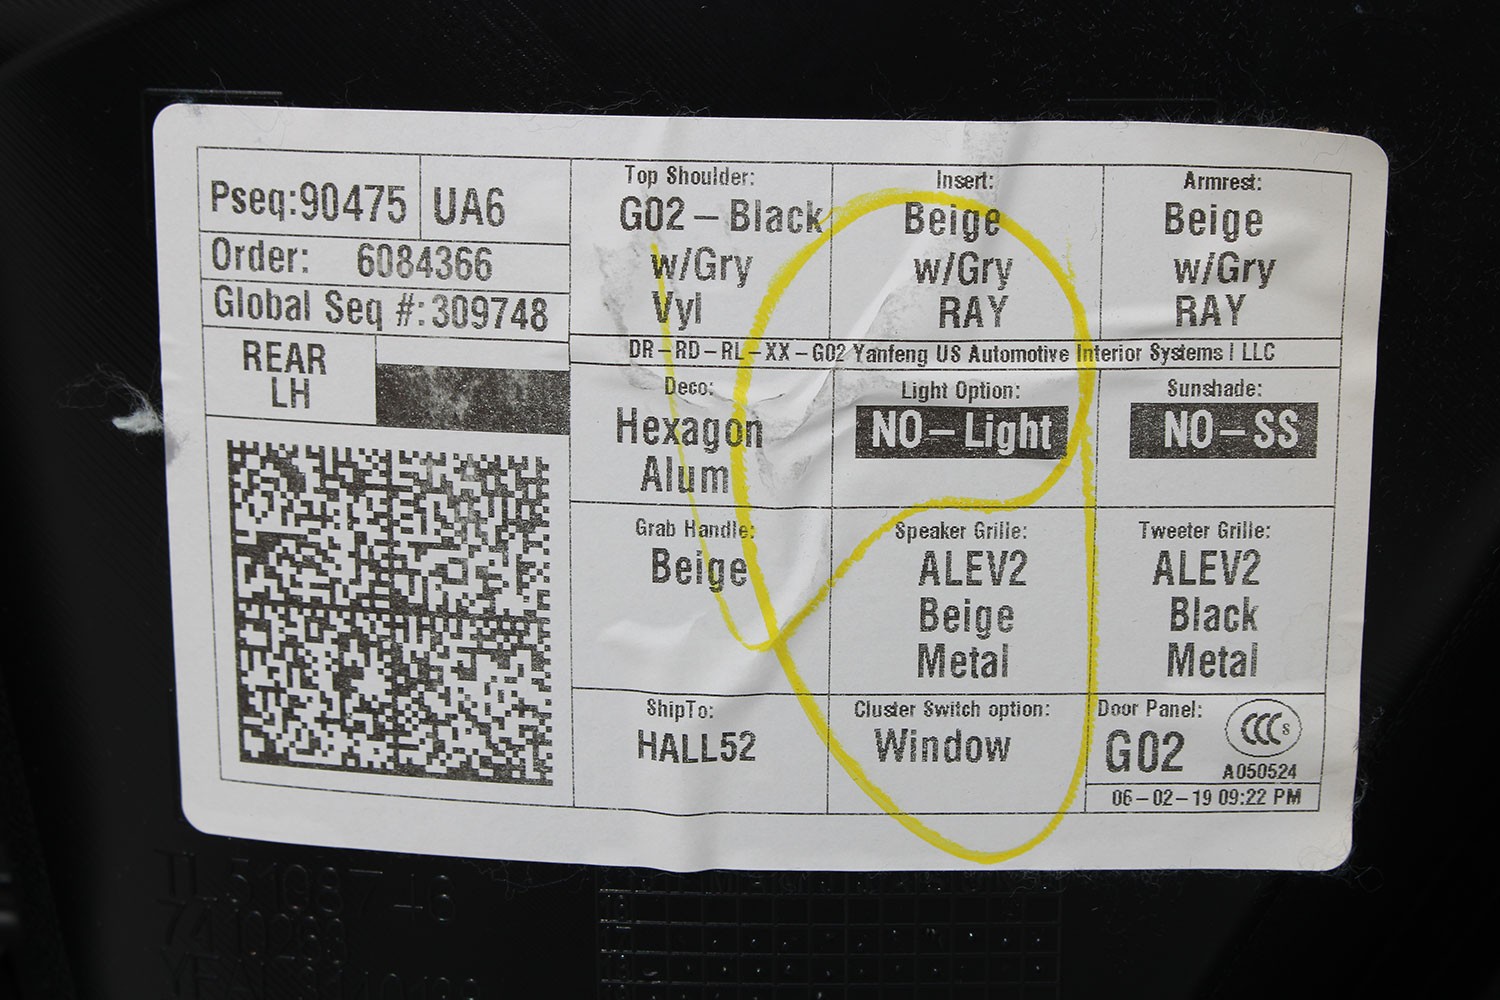 Pseq:90475 UA6
Order: 6084366
Global Seq #:309748
REAR
LH
Top Shoulder:
G02 – Black
w/Gry
Vyl
Insert:
Beige
w/Gry
RAY
Armrest:
Beige
w/Gry
RAY
DR – RD – RL – XX – G02 Yanfeng US Automotive Interior Systems I LLC
Deco:
Hexagon
Alum
Light Option:
NO – Light
Sunshade:
NO – SS
Grab Handle:
Beige
Speaker Grille:
ALEV2
Beige
Metal
Tweeter Grille:
ALEV2
Black
Metal
ShipTo:
HALL52
Cluster Switch option:
Window
Door Panel:
G02
CCC S
A050524
06 – 02 – 19 09:22 PM